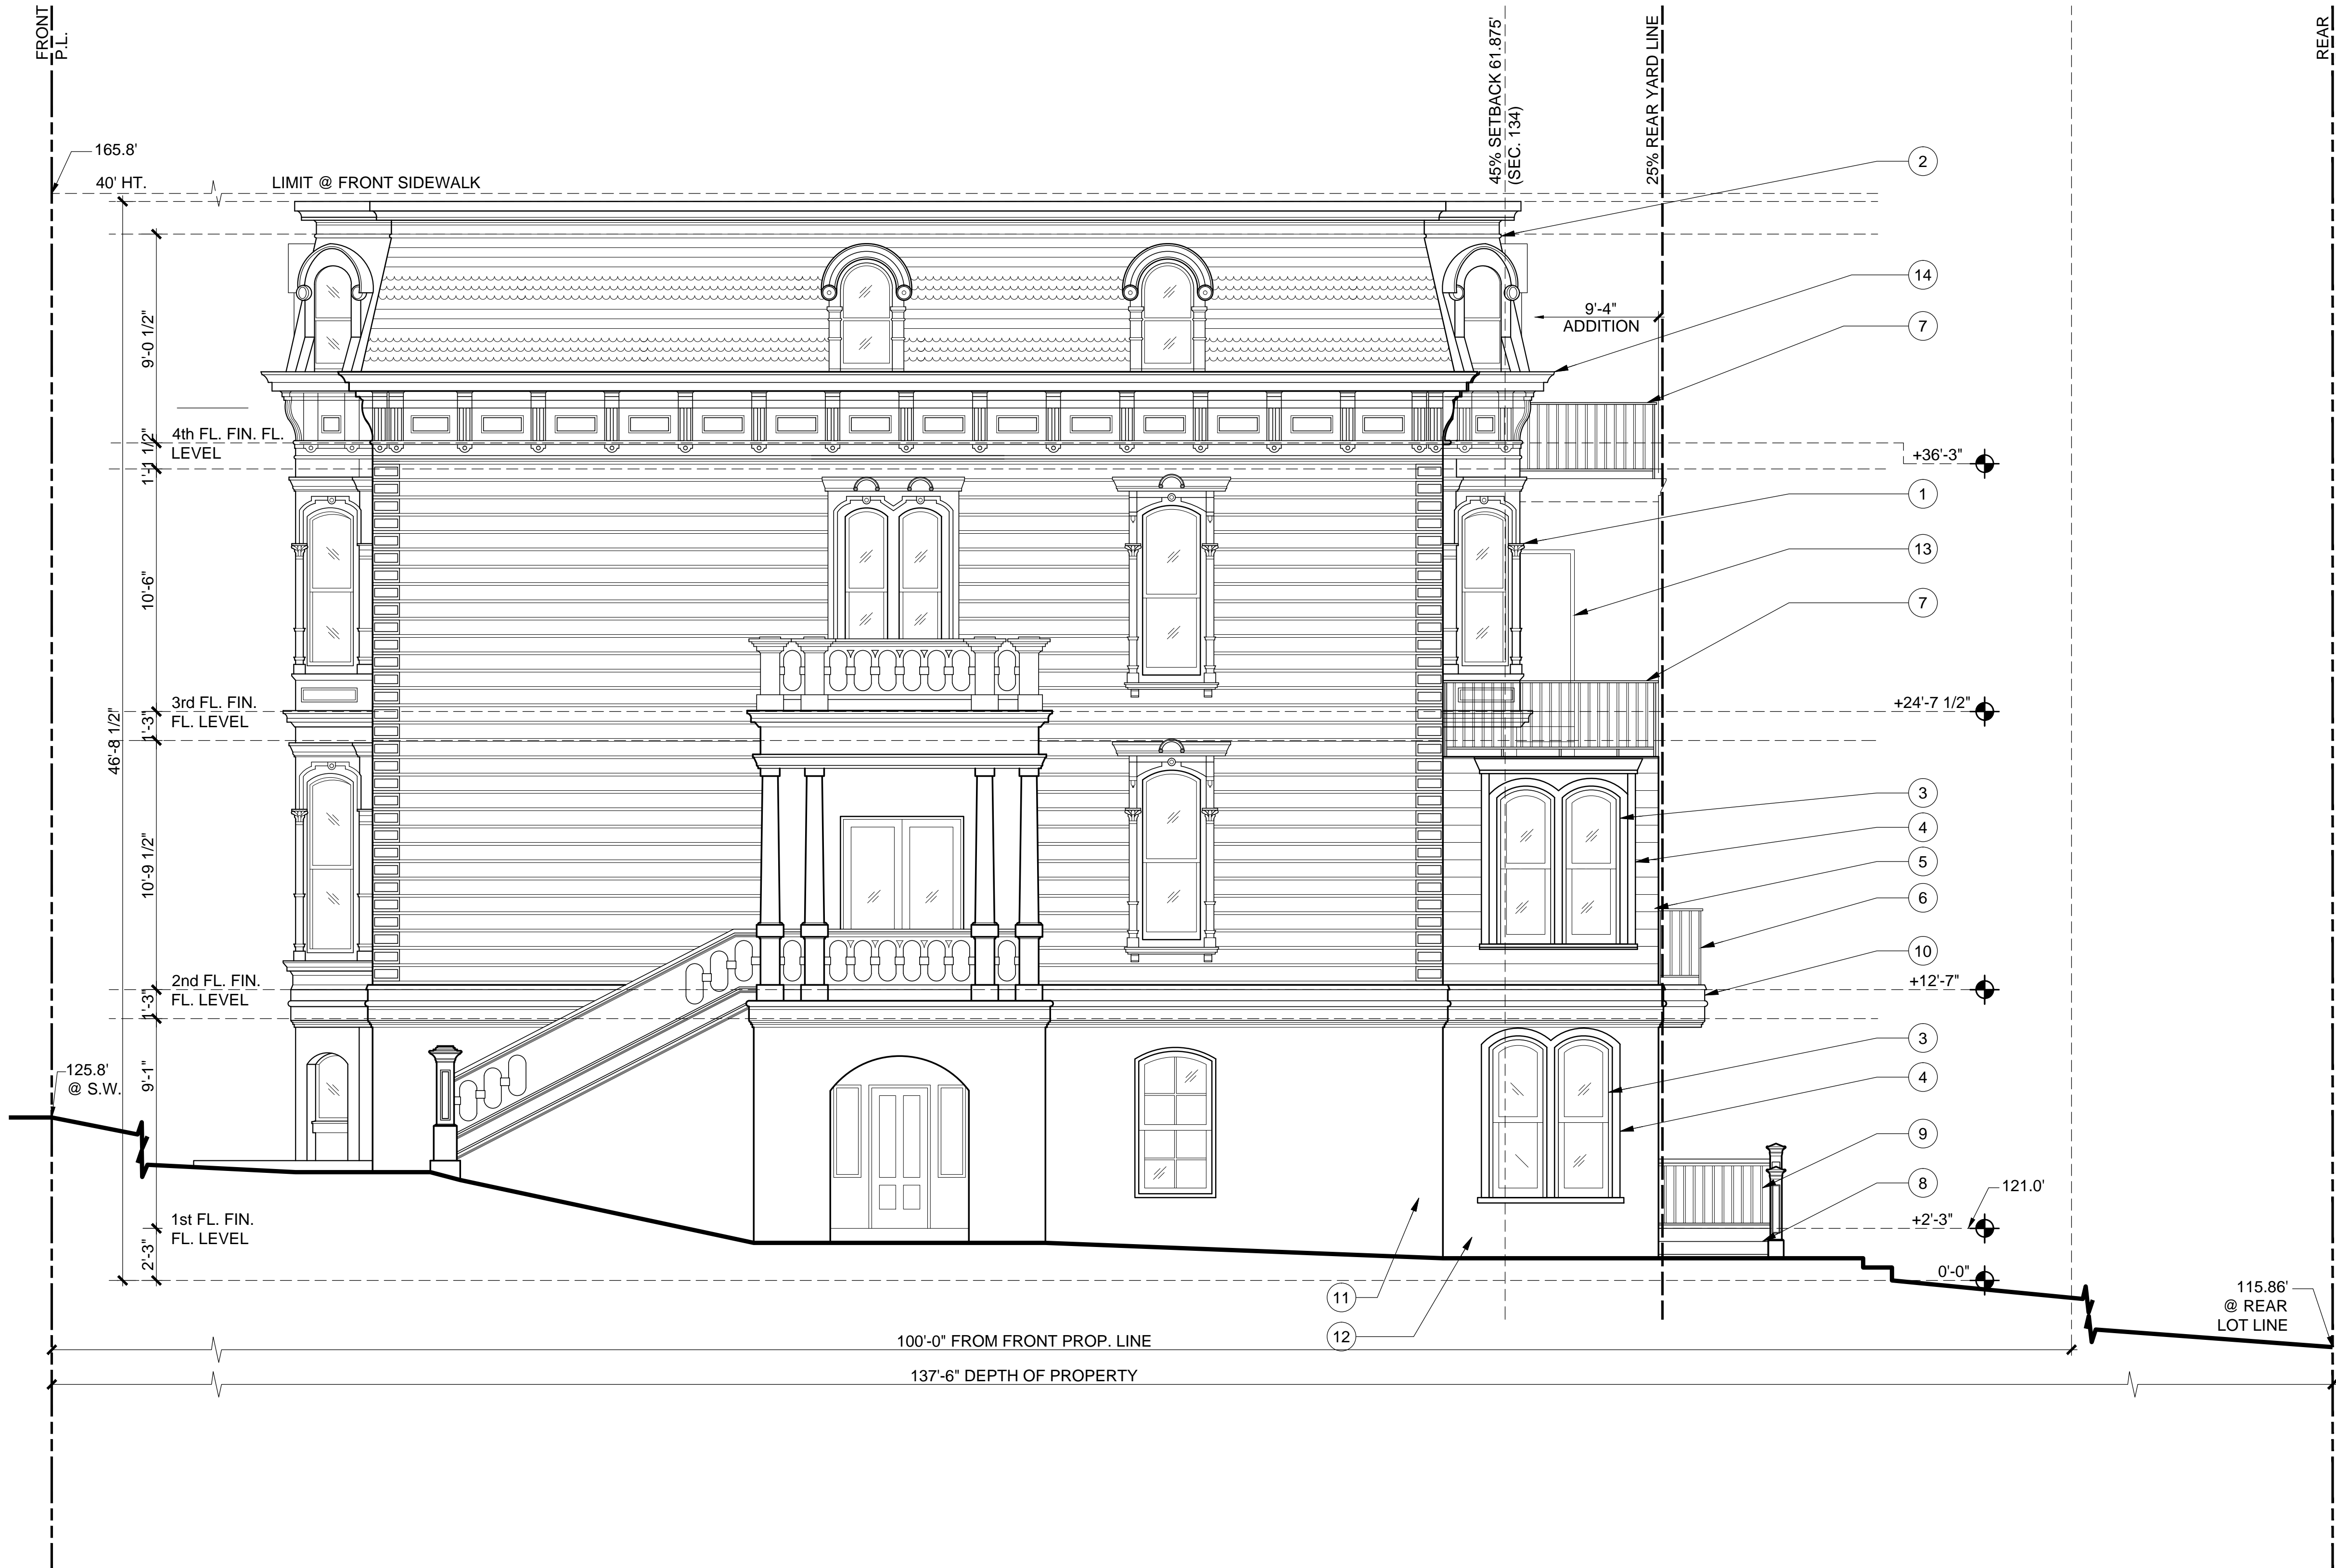 FRONT
P.L.
45% SETBACK 61.875'
(SEC. 134)
25% REAR YARD LINE
REAR
165.8'
40' HT.
LIMIT @ FRONT SIDEWALK
2
14
9'-4"
ADDITION
7
9'-0 1/2"
4th FL. FIN. FL.
LEVEL
1'-1 1/2"
+36'-3"
1
13
10'-6"
7
3rd FL. FIN.
FL. LEVEL
1'-3"
46'-8 1/2"
+24'-7 1/2"
3
4
5
6
10'-9 1/2"
10
2nd FL. FIN.
FL. LEVEL
1'-3"
+12'-7"
3
4
125.8'
@ S.W.
9'-1"
9
8
121.0'
1st FL. FIN.
FL. LEVEL
+2'-3"
2'-3"
0'-0"
11
12
115.86'
@ REAR
LOT LINE
100'-0" FROM FRONT PROP. LINE
137'-6" DEPTH OF PROPERTY